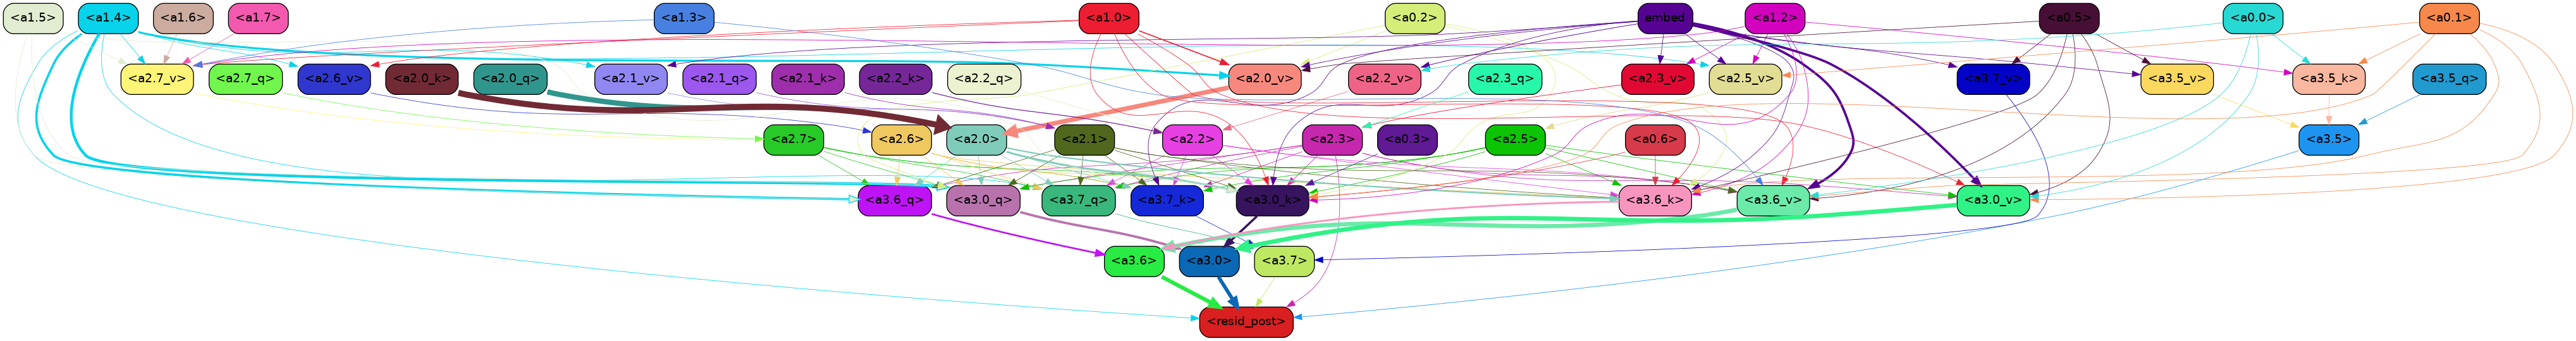 <a1.5> <a1.4> <a1.6> <a1.7> <a1.3> <a1.0> <a0.2> embed <a1.2> <a0.5> <a0.0> <a0.1>
<a2.7_v> <a2.7_q> <a2.6_v> <a2.0_k> <a2.0_q> <a2.1_v> <a2.1_q> <a2.1_k> <a2.2_k> <a2.2_q> <a2.0_v> <a2.2_v> <a2.3_q> <a2.3_v> <a2.5_v> <a3.7_v> <a3.5_v> <a3.5_k> <a3.5_q>
<a2.7> <a2.6> <a2.0> <a2.1> <a2.2> <a2.3> <a0.3> <a2.5> <a0.6> <a3.5>
<a3.6_q> <a3.0_q> <a3.7_q> <a3.7_k> <a3.0_k> <a3.6_k> <a3.6_v> <a3.0_v>
<a3.6> <a3.0> <a3.7>
<resid_post>